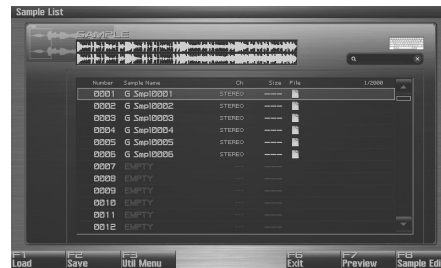 Sample List
SAMPLE
Number Sample Name Ch Size File 1/2000
0001 G Smpl0001 STEREO ---
0002 G Smpl0002 STEREO ---
0003 G Smpl0003 STEREO ---
0004 G Smpl0004 STEREO ---
0005 G Smpl0005 STEREO ---
0006 G Smpl0006 STEREO ---
0007 EMPTY
0008 EMPTY
0009 EMPTY
0010 EMPTY
0011 EMPTY
0012 EMPTY
F1 F2 F3 F6 F7 F8
Load Save Util Menu Exit Preview Sample Edi